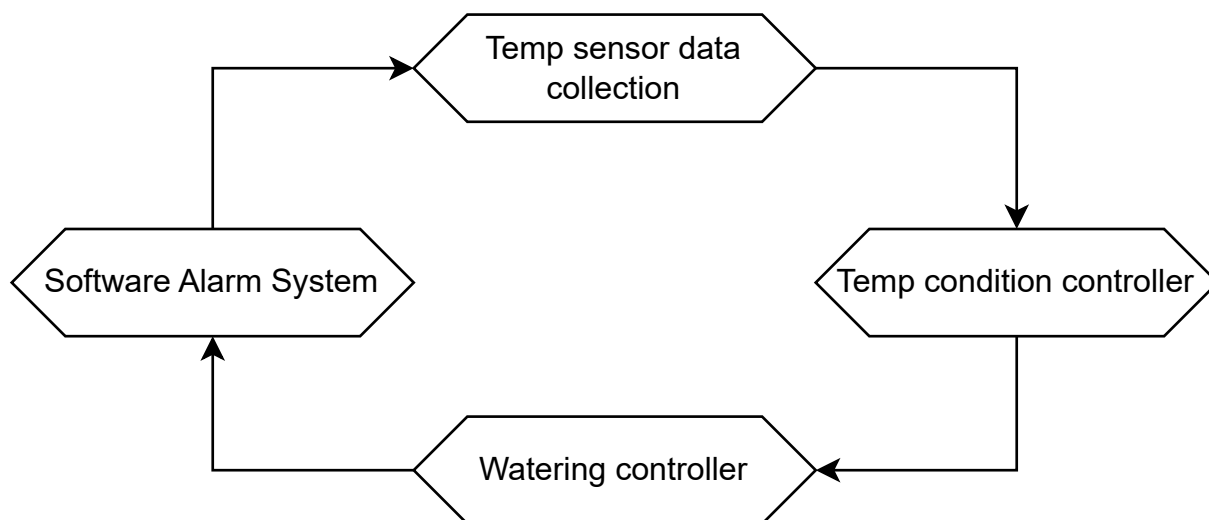 Temp sensor data
collection
Software Alarm System
Temp condition controller
Watering controller